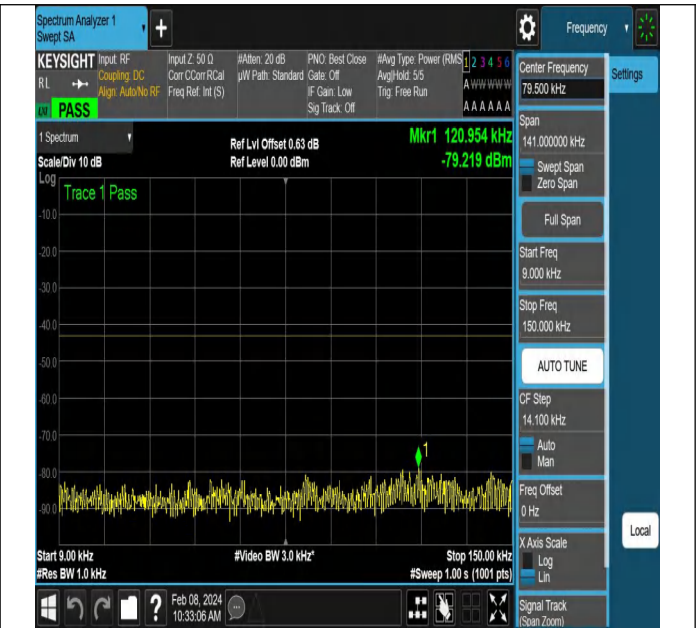 Spectrum Analyzer 1
Swept SA
Frequency
KEYSIGHT
RL
PASS
Input: RF
Coupling: DC
Align: Auto/No RF
Input Z: 50 Ω
Corr CCorr RCal
Freq Ref: Int (S)
#Atten: 20 dB
µW Path: Standard
PNO: Best Close
Gate: Off
IF Gain: Low
Sig Track: Off
#Avg Type: Power (RMS
Avg|Hold: 5/5
Trig: Free Run
1 2 3 4 5 6
A W W W W W
A A A A A A
Center Frequency
79.500 kHz
Settings
1 Spectrum
Scale/Div 10 dB
Ref Lvl Offset 0.63 dB
Ref Level 0.00 dBm
Mkr1 120.954 kHz
-79.219 dBm
Log
Trace 1 Pass
-10.0
-20.0
-30.0
-40.0
-50.0
-60.0
-70.0
-80.0
-90.0
1
Start 9.00 kHz
#Res BW 1.0 kHz
#Video BW 3.0 kHz*
Stop 150.00 kHz
#Sweep 1.00 s (1001 pts)
Span
141.000000 kHz
Swept Span
Zero Span
Full Span
Start Freq
9.000 kHz
Stop Freq
150.000 kHz
AUTO TUNE
CF Step
14.100 kHz
Auto
Man
Freq Offset
0 Hz
X Axis Scale
Log
Lin
Local
Signal Track
(Span Zoom)
?
Feb 08, 2024
10:33:06 AM